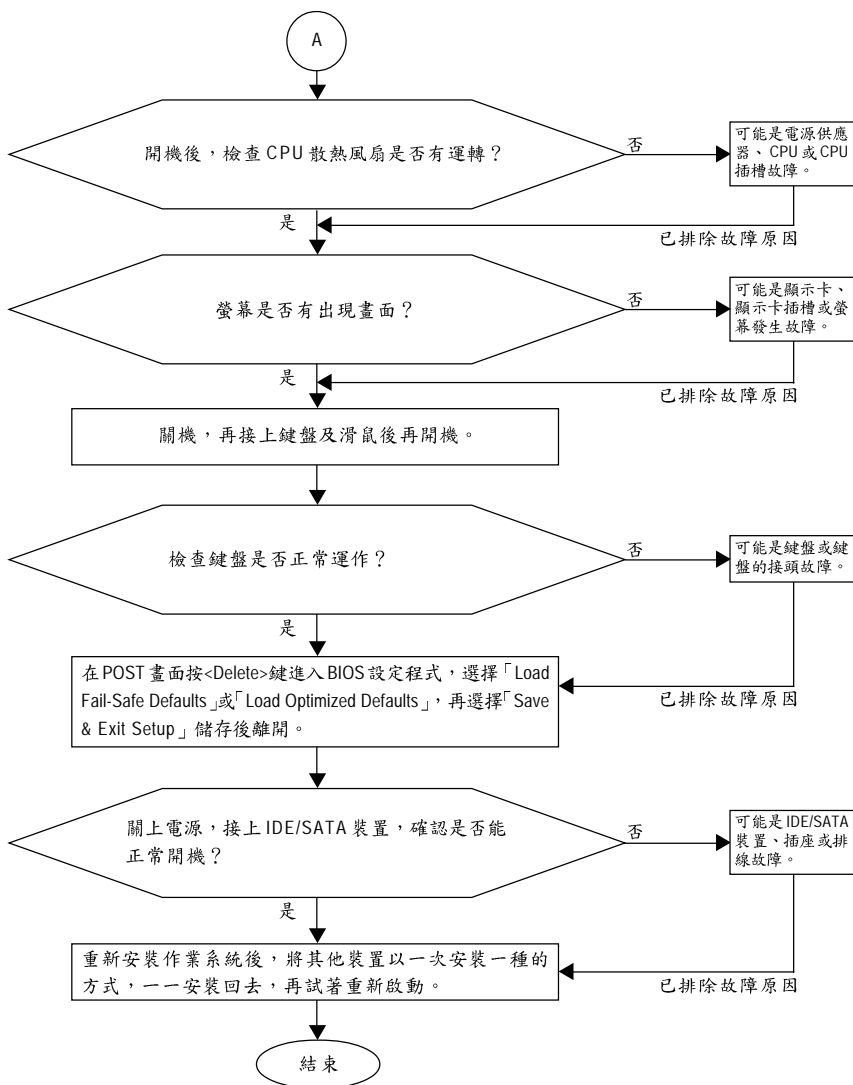 A
開機後，檢查CPU散熱風扇是否有運轉？
否
可能是電源供應
器、CPU或CPU
插槽故障。
是
已排除故障原因
螢幕是否有出現畫面？
否
可能是顯示卡、
顯示卡插槽或螢
幕發生故障。
是
已排除故障原因
關機，再接上鍵盤及滑鼠後再開機。
檢查鍵盤是否正常運作？
否
可能是鍵盤或鍵
盤的接頭故障。
是
在POST畫面按<Delete>鍵進入BIOS設定程式，選擇「Load
Fail-Safe Defaults」或「Load Optimized Defaults」，再選擇「Save
& Exit Setup」儲存後離開。
已排除故障原因
關上電源，接上IDE/SATA裝置，確認是否能
正常開機？
否
可能是IDE/SATA
裝置、插座或排
線故障。
是
重新安裝作業系統後，將其他裝置以一次安裝一種的
方式，一一安裝回去，再試著重新啟動。
已排除故障原因
結束